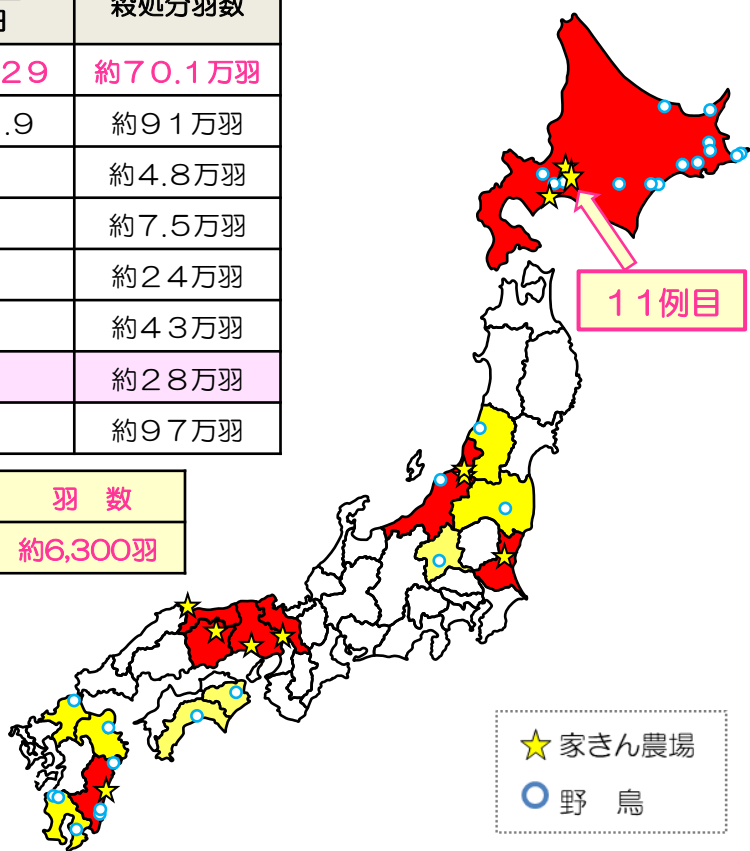 羽 殺処分羽数
29 約70.1万羽
.9 約91万羽
約4.8万羽
約7.5万羽
約24万羽
約43万羽
約28万羽
約97万羽
羽 数
約6,300羽
11例目
家きん農場
野 鳥